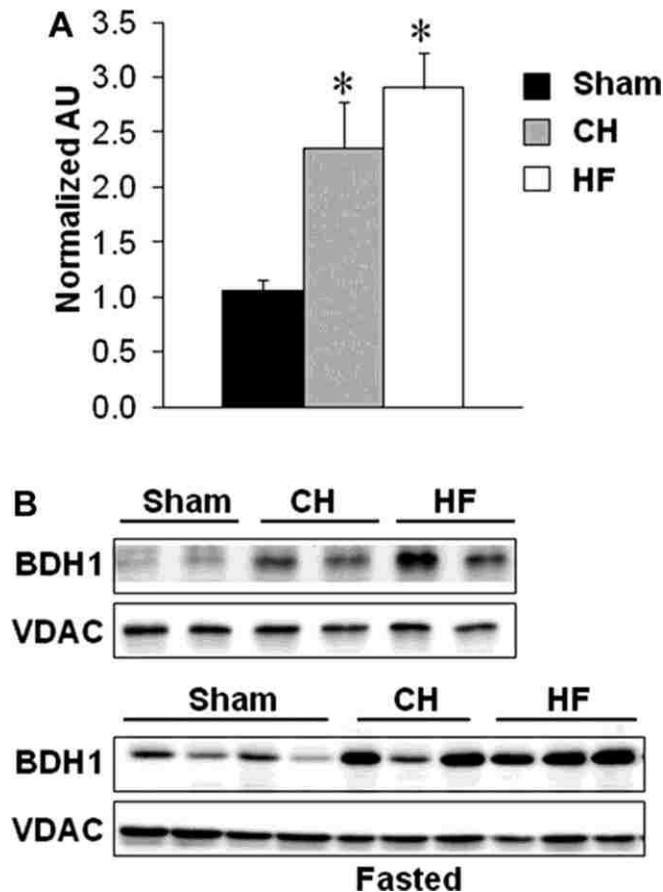 A
Normalized AU
3.5
3.0
2.5
2.0
1.5
1.0
0.5
0.0
*
*
Sham
CH
HF
B
Sham CH HF
BDH1
VDAC
Sham CH HF
BDH1
VDAC
Fasted